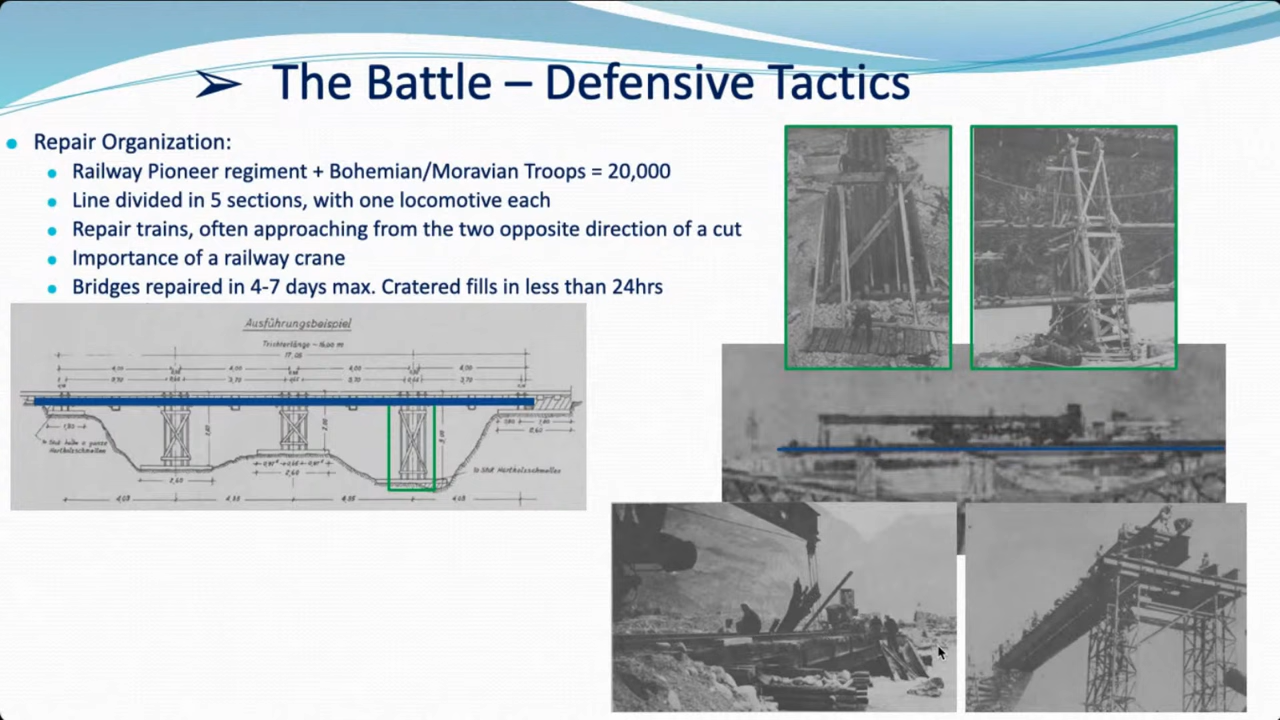 The Battle – Defensive Tactics
Repair Organization:
Railway Pioneer regiment + Bohemian/Moravian Troops = 20,000
Line divided in 5 sections, with one locomotive each
Repair trains, often approaching from the two opposite direction of a cut
Importance of a railway crane
Bridges repaired in 4-7 days max. Cratered fills in less than 24hrs
Ausführungsbeispiel
Trichterlänge ~ 16,00 m
17,00